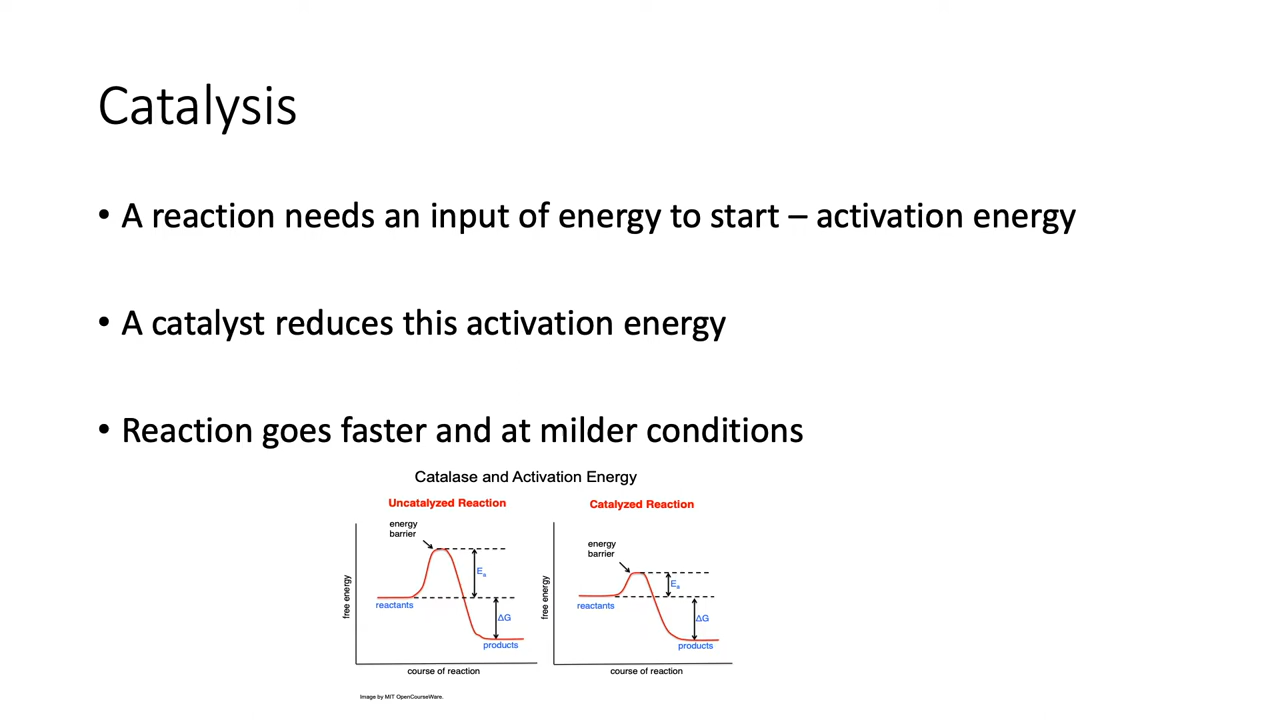 Catalysis
• A reaction needs an input of energy to start – activation energy
• A catalyst reduces this activation energy
• Reaction goes faster and at milder conditions
Catalase and Activation Energy
Uncatalyzed Reaction
energy
barrier
Ea
free energy
reactants
ΔG
products
course of reaction
Catalyzed Reaction
energy
barrier
Ea
free energy
reactants
ΔG
products
course of reaction
Image by MIT OpenCourseWare.